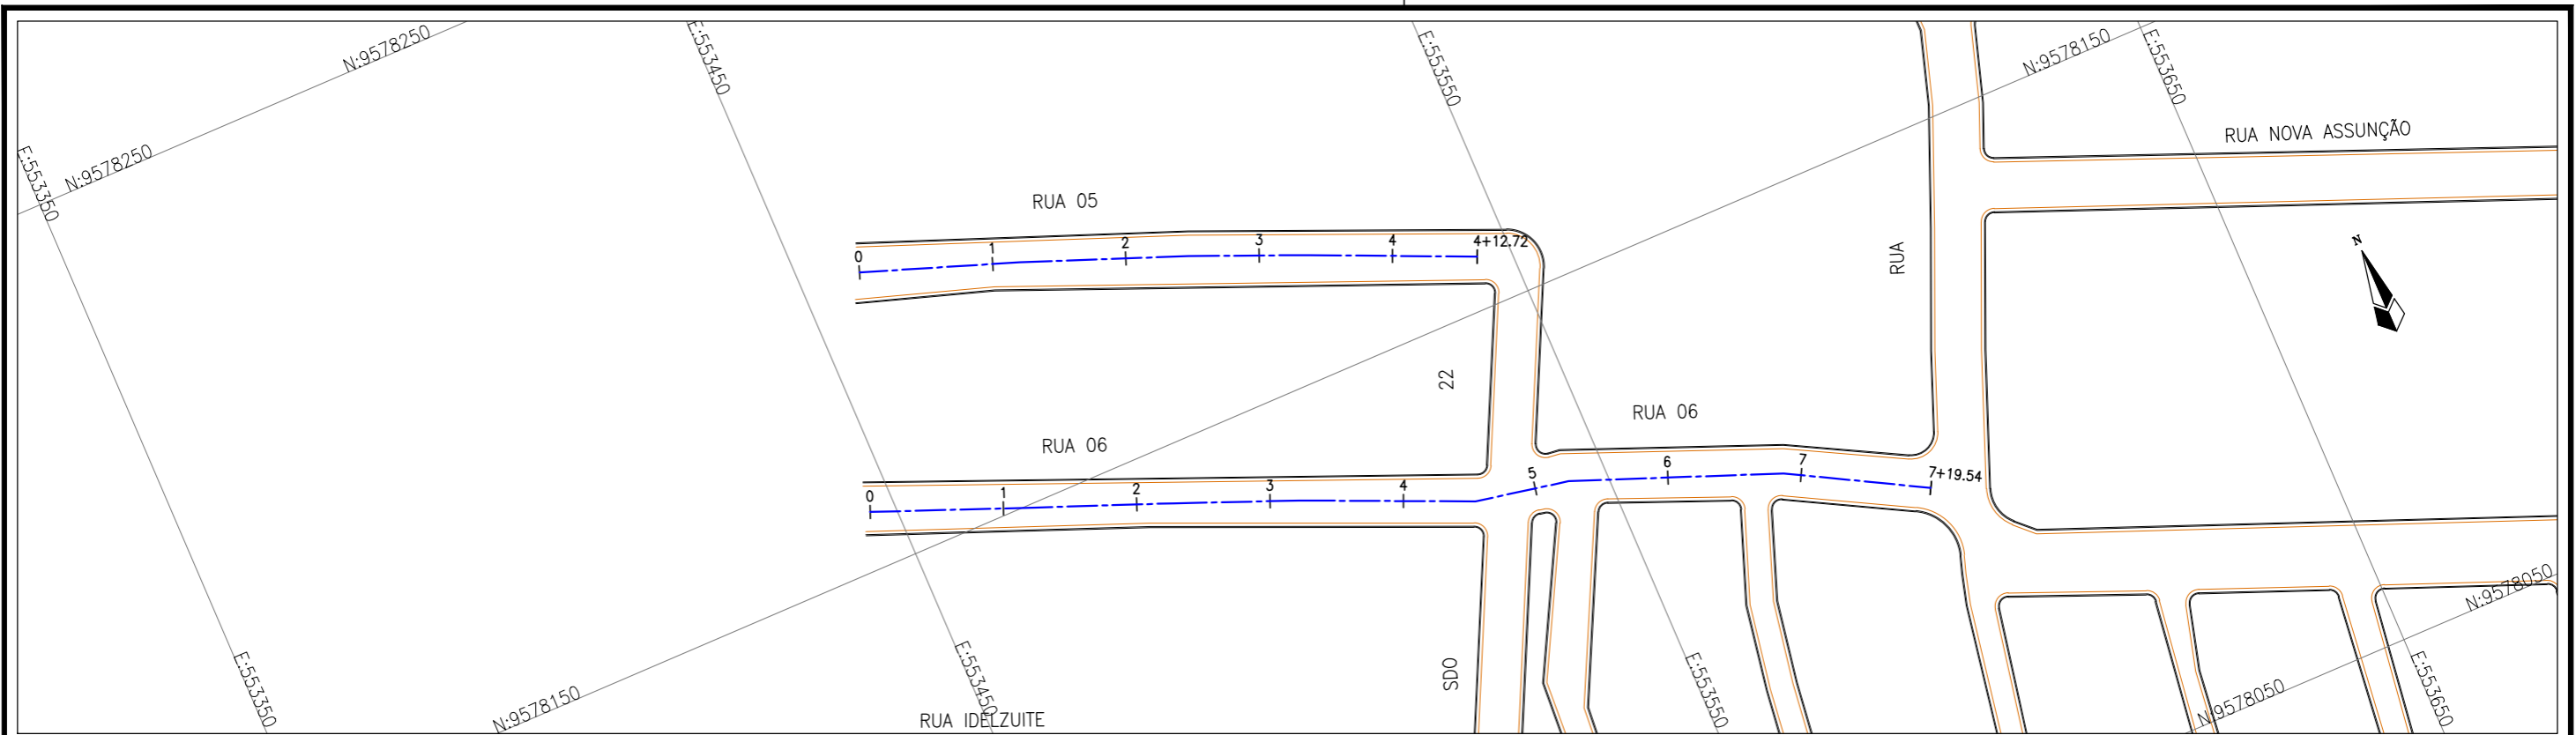 N:9578250
E:553450
E:553550
N:9578150
E:553650
RUA NOVA ASSUNÇÃO
E:553350
N:9578250
RUA 05
0
1
2
3
4
4+12.72
RUA
N
22
RUA 06
RUA 06
0
1
2
3
4
5
6
7
7+19.54
N:9578050
E:553350
E:553450
E:553550
E:553650
SDO
N:9578150
N:9578050
RUA IDELZUITE